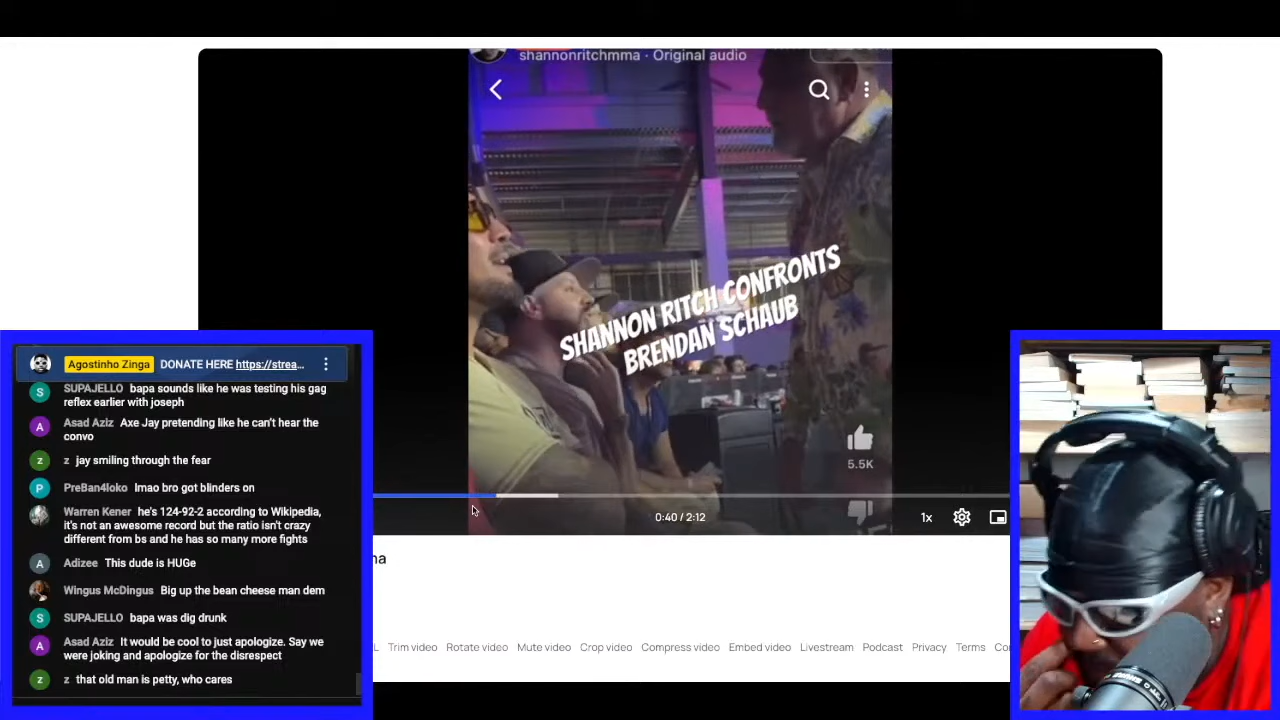 shannonritchmma · Original audio
SHANNON RITCH CONFRONTS
BRENDAN SCHAUB
5.5K
0:40 / 2:12
1x
na
Trim video Rotate video Mute video Crop video Compress video Embed video Livestream Podcast Privacy Terms
Agostinho Zinga DONATE HERE https://strea...
SUPAJELLO bapa sounds like he was testing his gag
reflex earlier with joseph
Asad Aziz Axe Jay pretending like he can't hear the
convo
z jay smiling through the fear
PreBan4loko lmao bro got blinders on
Warren Kener he's 124-92-2 according to Wikipedia,
it's not an awesome record but the ratio isn't crazy
different from bs and he has so many more fights
Adizee This dude is HUGe
Wingus McDingus Big up the bean cheese man dem
SUPAJELLO bapa was dig drunk
Asad Aziz It would be cool to just apologize. Say we
were joking and apologize for the disrespect
z that old man is petty, who cares